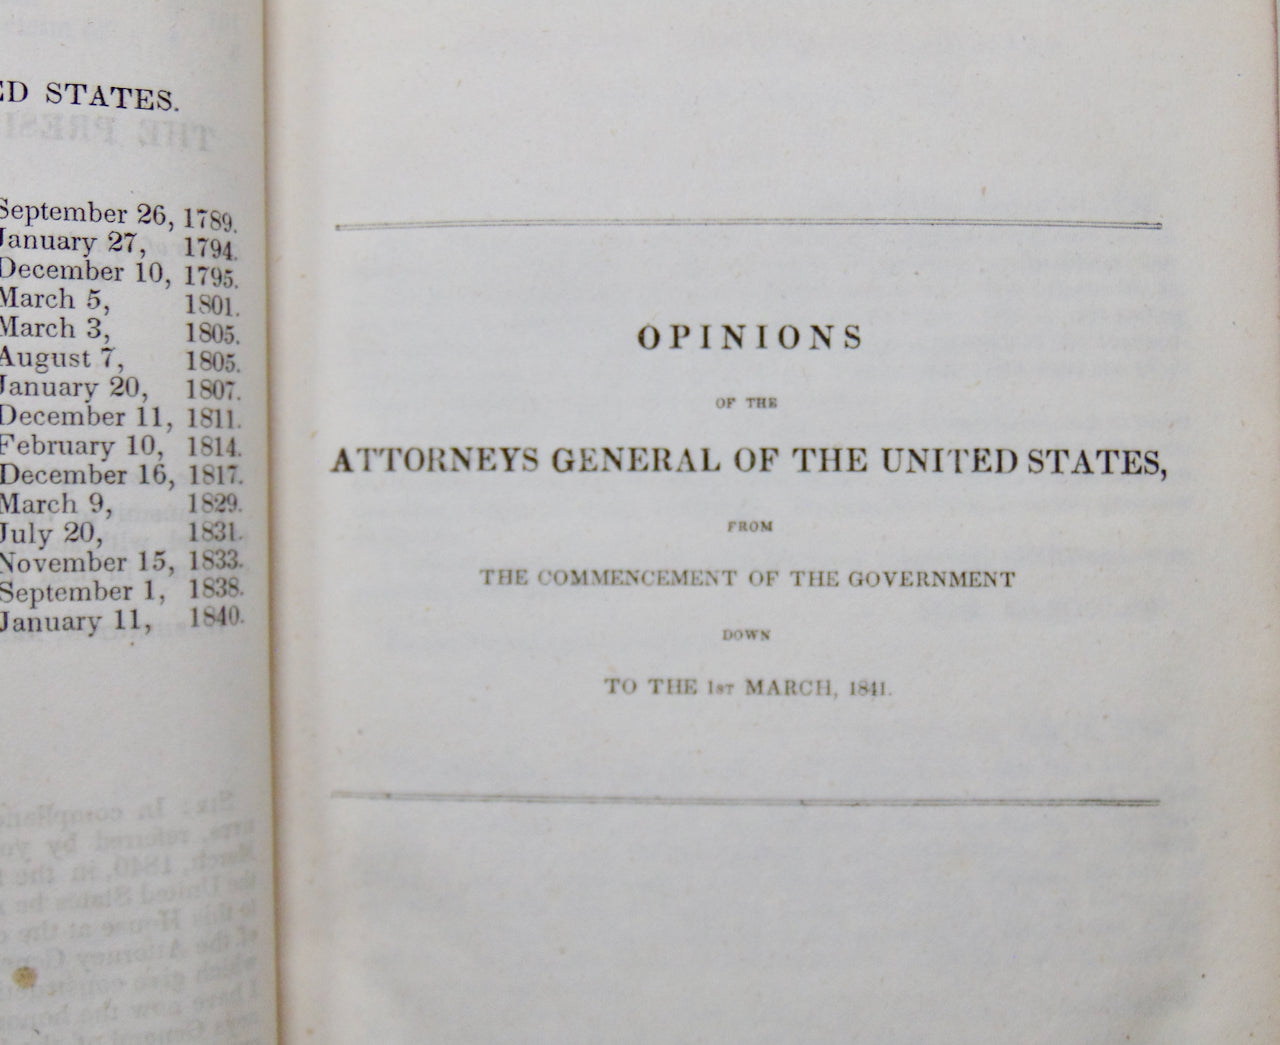 ED STATES.
September 26, 1789.
January 27, 1794.
December 10, 1795.
March 5, 1801.
March 3, 1805.
August 7, 1805.
January 20, 1807.
December 11, 1811.
February 10, 1814.
December 16, 1817.
March 9, 1829.
July 20, 1831.
November 15, 1833.
September 1, 1838.
January 11, 1840.
OPINIONS
OF THE
ATTORNEYS GENERAL OF THE UNITED STATES,
FROM
THE COMMENCEMENT OF THE GOVERNMENT
DOWN
TO THE 1ST MARCH, 1841.